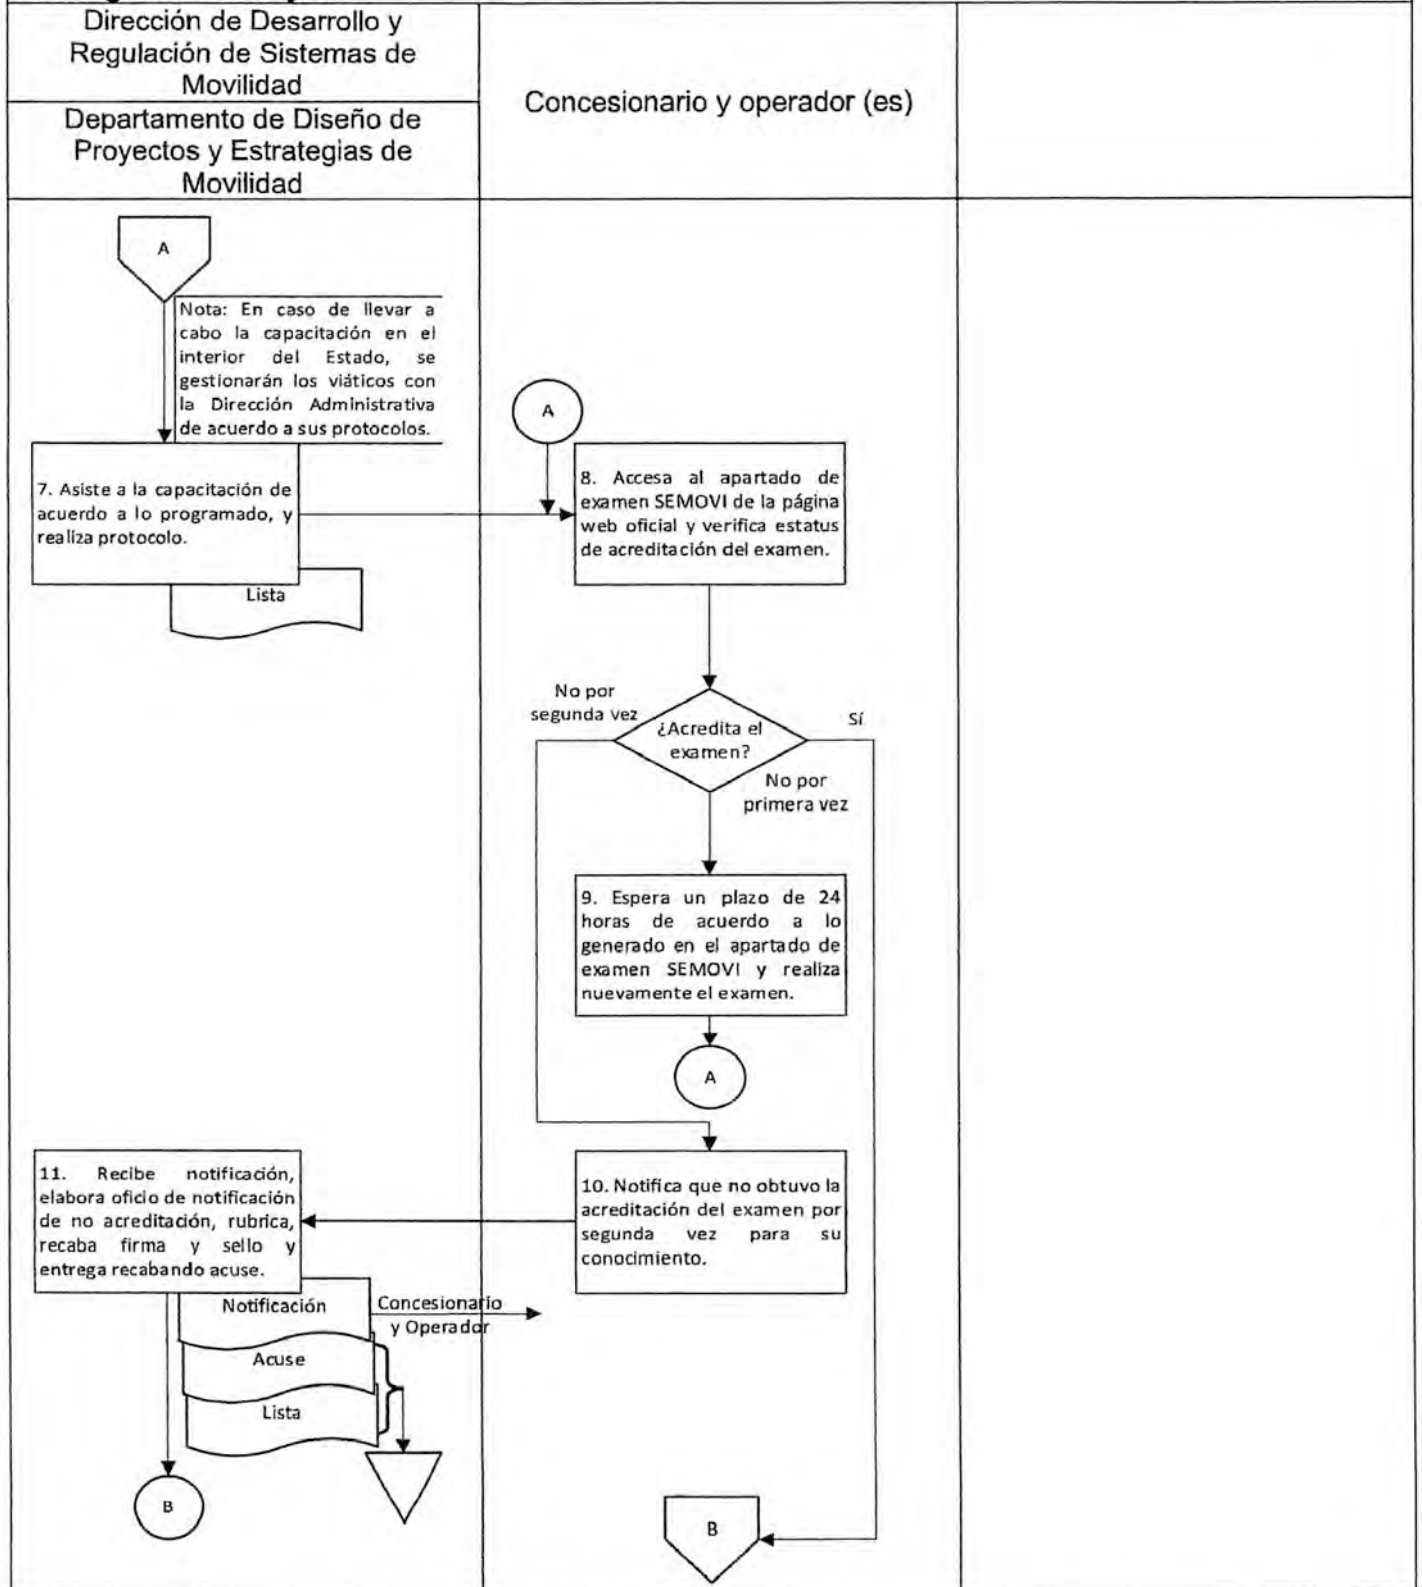 Dirección de Desarrollo y
Regulación de Sistemas de
Movilidad
Departamento de Diseño de
Proyectos y Estrategias de
Movilidad
Concesionario y operador (es)
A
Nota: En caso de llevar a
cabo la capacitación en el
interior del Estado, se
gestionarán los viáticos con
la Dirección Administrativa
de acuerdo a sus protocolos.
7. Asiste a la capacitación de
acuerdo a lo programado, y
realiza protocolo.
Lista
A
8. Accesa al apartado de
examen SEMOVI de la página
web oficial y verifica estatus
de acreditación del examen.
No por
segunda vez
¿Acredita el
examen?
Sí
No por
primera vez
9. Espera un plazo de 24
horas de acuerdo a lo
generado en el apartado de
examen SEMOVI y realiza
nuevamente el examen.
A
10. Notifica que no obtuvo la
acreditación del examen por
segunda vez para su
conocimiento.
11. Recibe notificación,
elabora oficio de notificación
de no acreditación, rubrica,
recaba firma y sello y
entrega recabando acuse.
Notificación
Concesionario
y Operador
Acuse
Lista
B
B